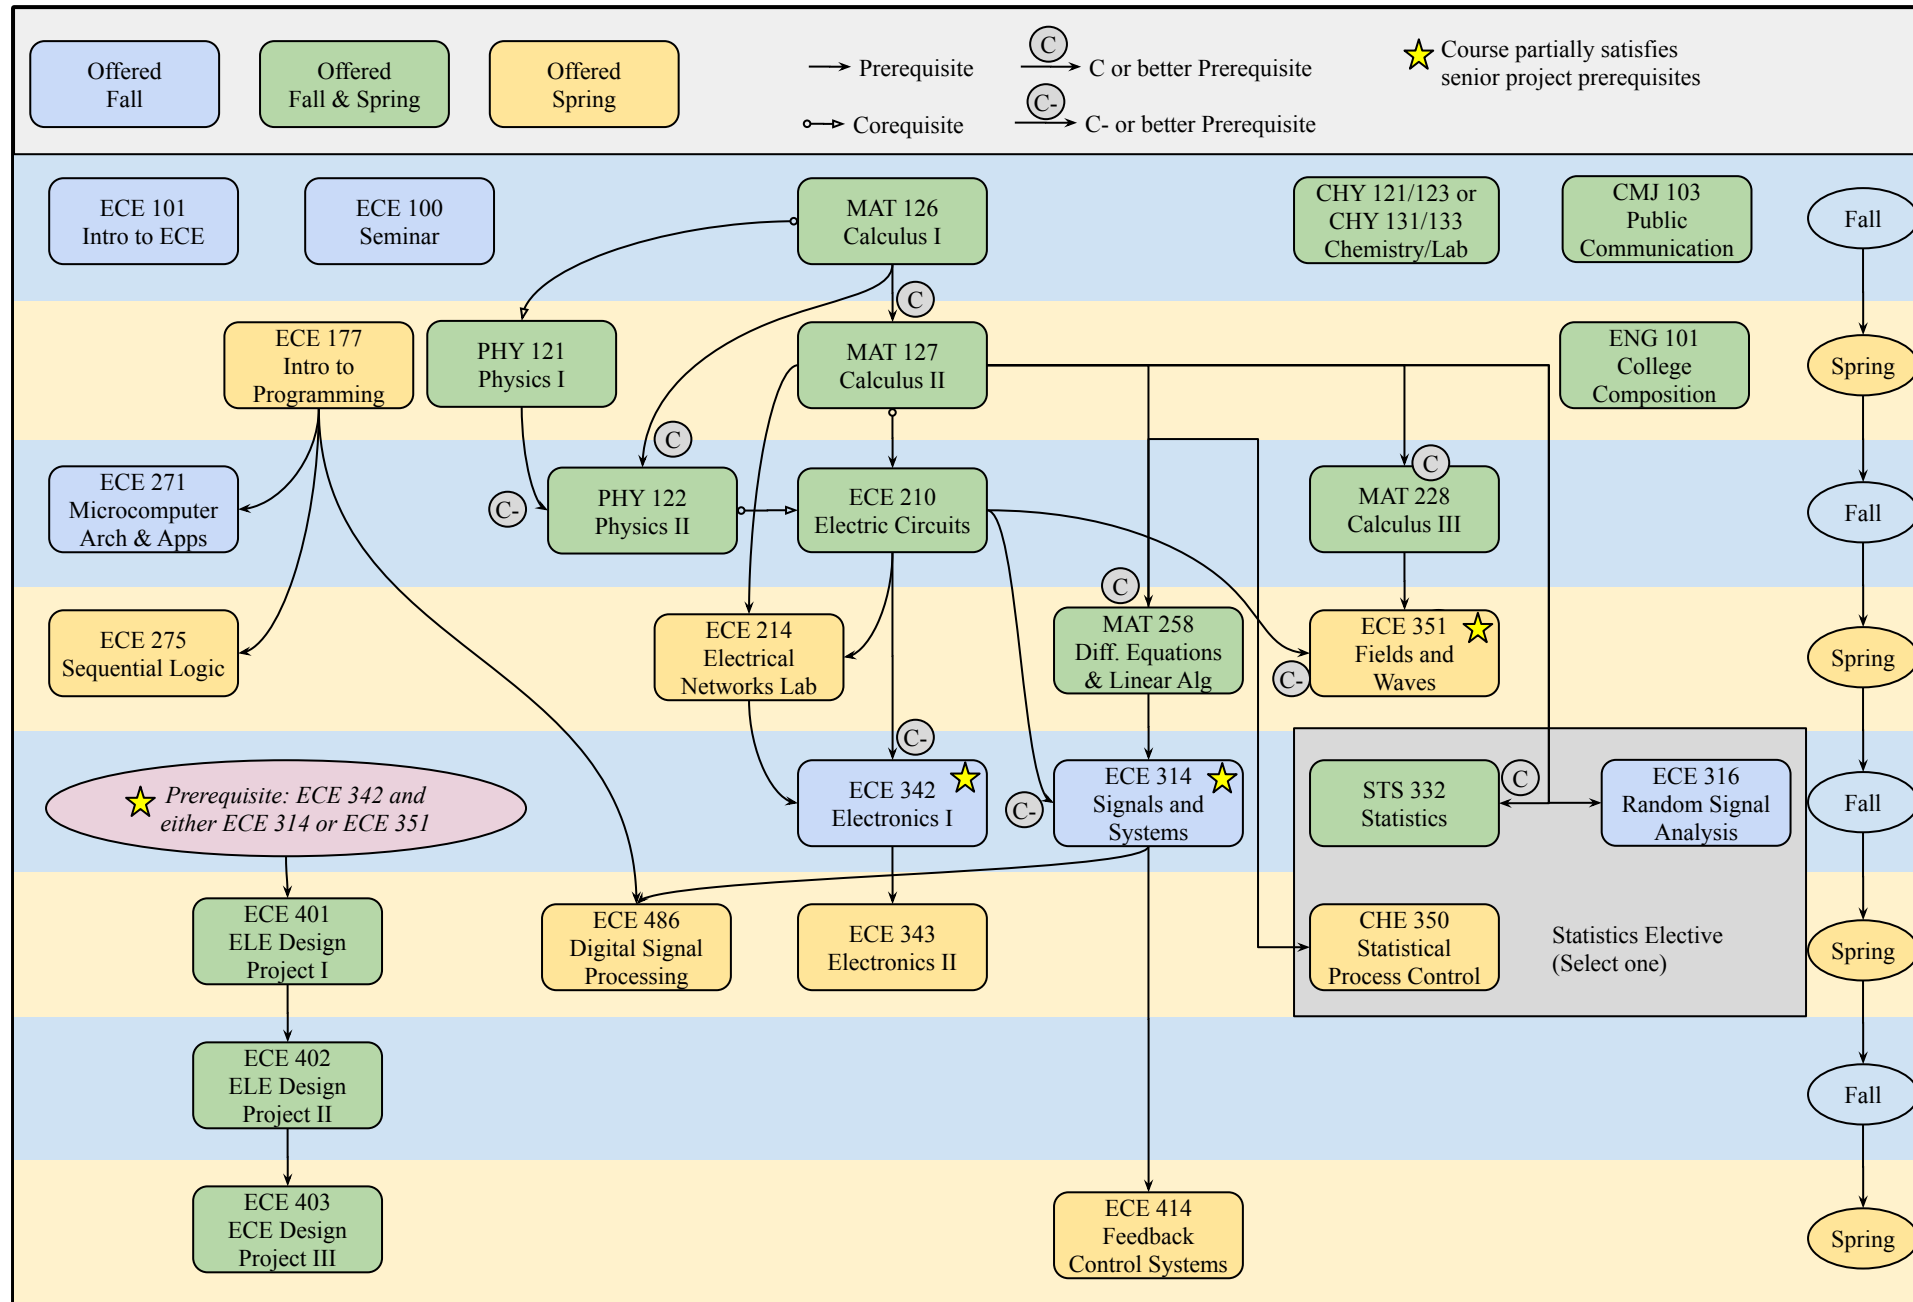 Offered
Fall
Offered
Fall & Spring
Offered
Spring
Prerequisite
Corequisite
C
C or better Prerequisite
C-
C- or better Prerequisite
Course partially satisfies
senior project prerequisites
ECE 101
Intro to ECE
ECE 100
Seminar
MAT 126
Calculus I
CHY 121/123 or
CHY 131/133
Chemistry/Lab
CMJ 103
Public
Communication
Fall
C
ECE 177
Intro to
Programming
PHY 121
Physics I
MAT 127
Calculus II
ENG 101
College
Composition
Spring
C
C
ECE 271
Microcomputer
Arch & Apps
C-
PHY 122
Physics II
ECE 210
Electric Circuits
MAT 228
Calculus III
Fall
C
ECE 275
Sequential Logic
ECE 214
Electrical
Networks Lab
MAT 258
Diff. Equations
& Linear Alg
C-
ECE 351
Fields and
Waves
Spring
C-
Prerequisite: ECE 342 and
either ECE 314 or ECE 351
ECE 342
Electronics I
C-
ECE 314
Signals and
Systems
STS 332
Statistics
C
ECE 316
Random Signal
Analysis
Fall
ECE 401
ELE Design
Project I
ECE 486
Digital Signal
Processing
ECE 343
Electronics II
CHE 350
Statistical
Process Control
Statistics Elective
(Select one)
Spring
ECE 402
ELE Design
Project II
Fall
ECE 403
ECE Design
Project III
ECE 414
Feedback
Control Systems
Spring